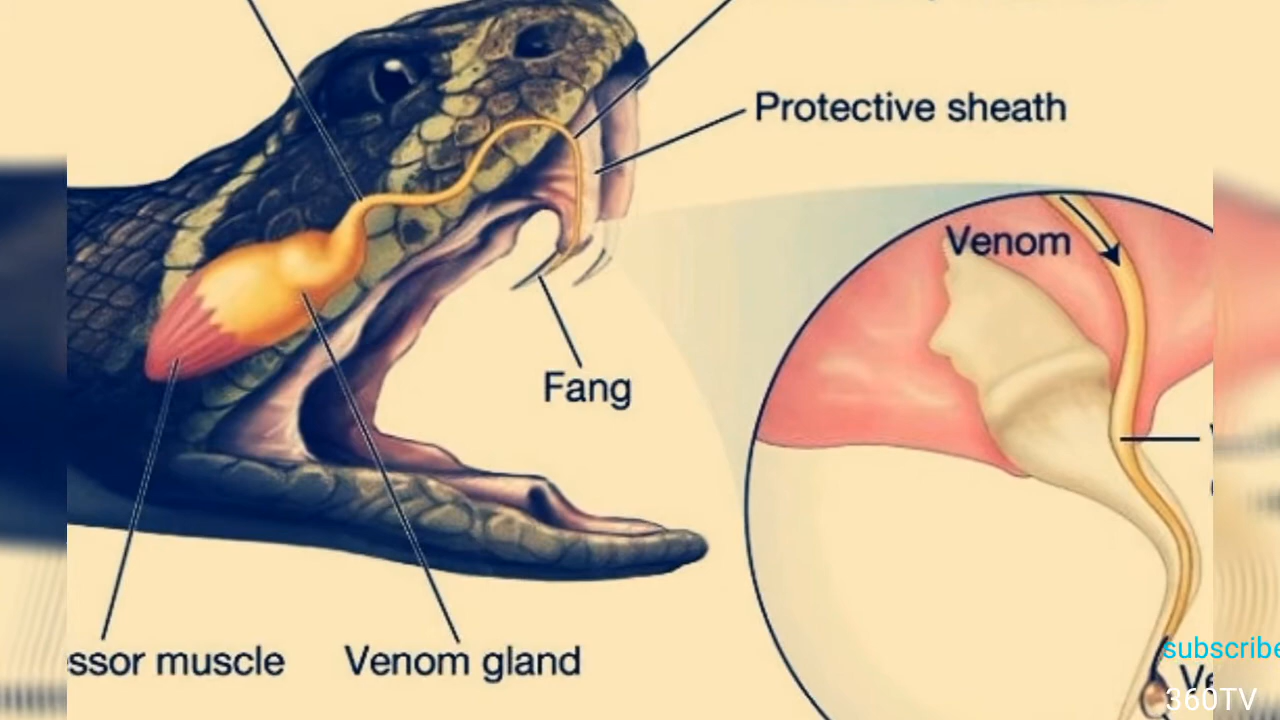 Protective sheath
Venom
Fang
ssor muscle
Venom gland
subscribe
360TV